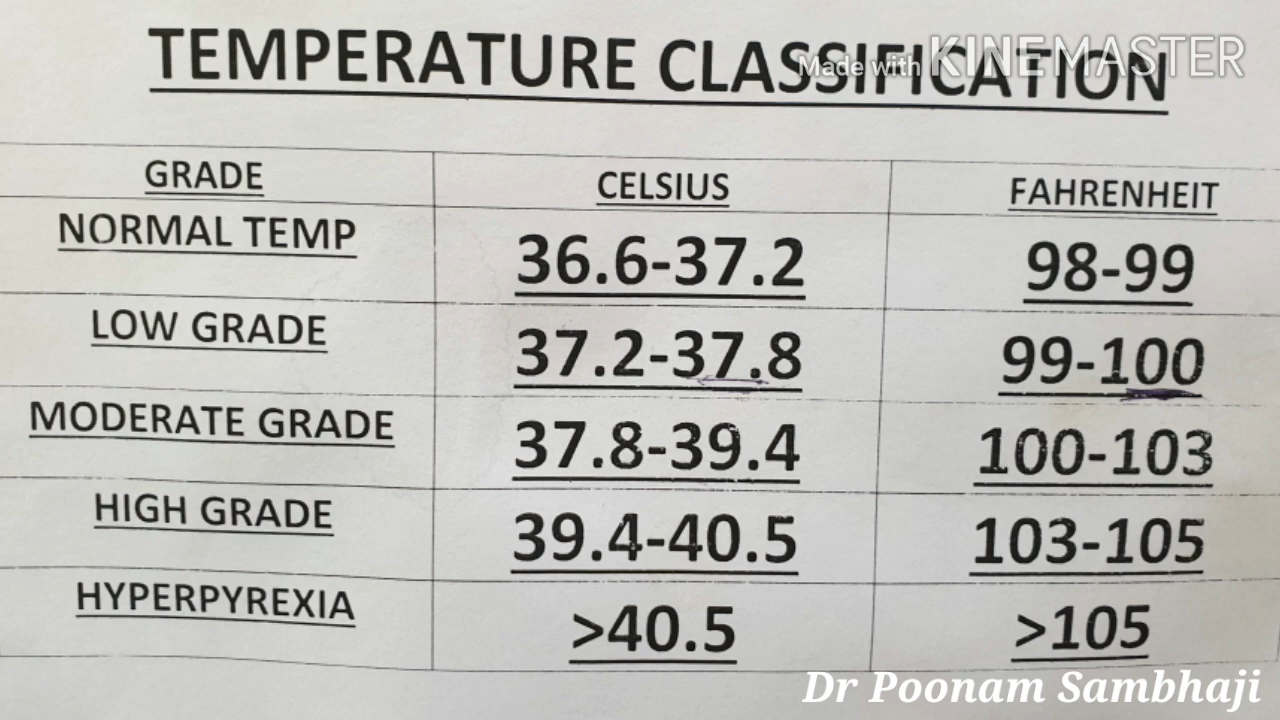 TEMPERATURE CLASSIFICATION
Made with KINEMASTER
GRADE CELSIUS FAHRENHEIT
NORMAL TEMP 36.6-37.2 98-99
LOW GRADE 37.2-37.8 99-100
MODERATE GRADE 37.8-39.4 100-103
HIGH GRADE 39.4-40.5 103-105
HYPERPYREXIA >40.5 >105
Dr Poonam Sambhaji